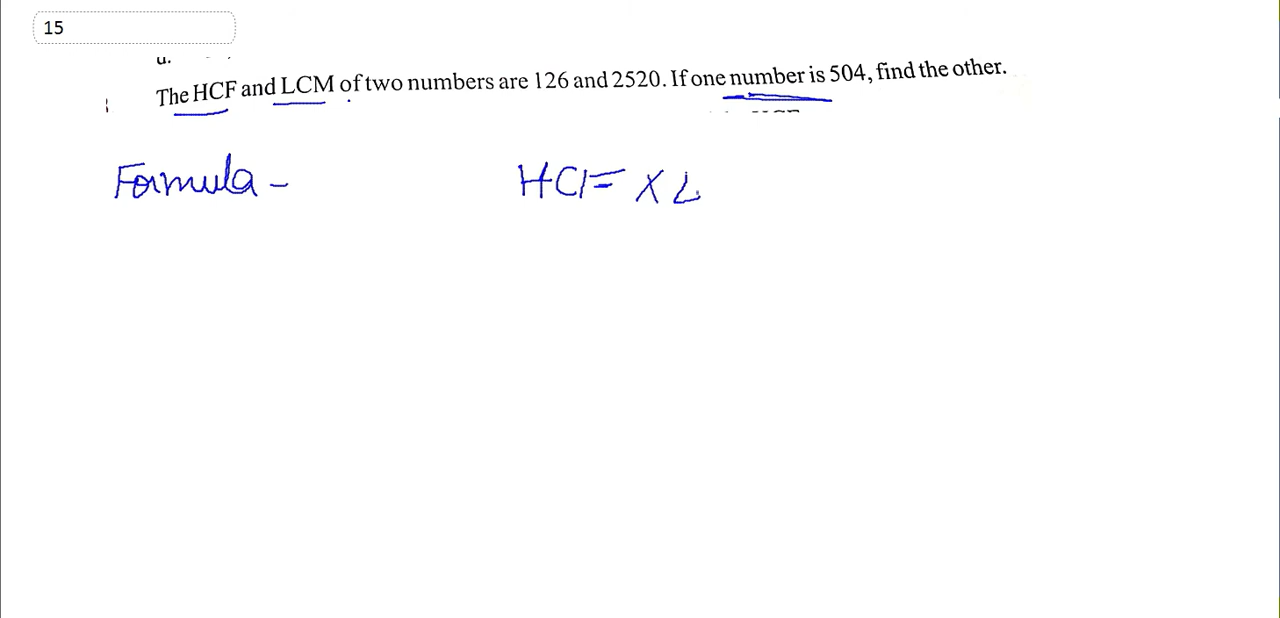 15
u.
The HCF and LCM of two numbers are 126 and 2520. If one number is 504, find the other.
Formula - HCF × L